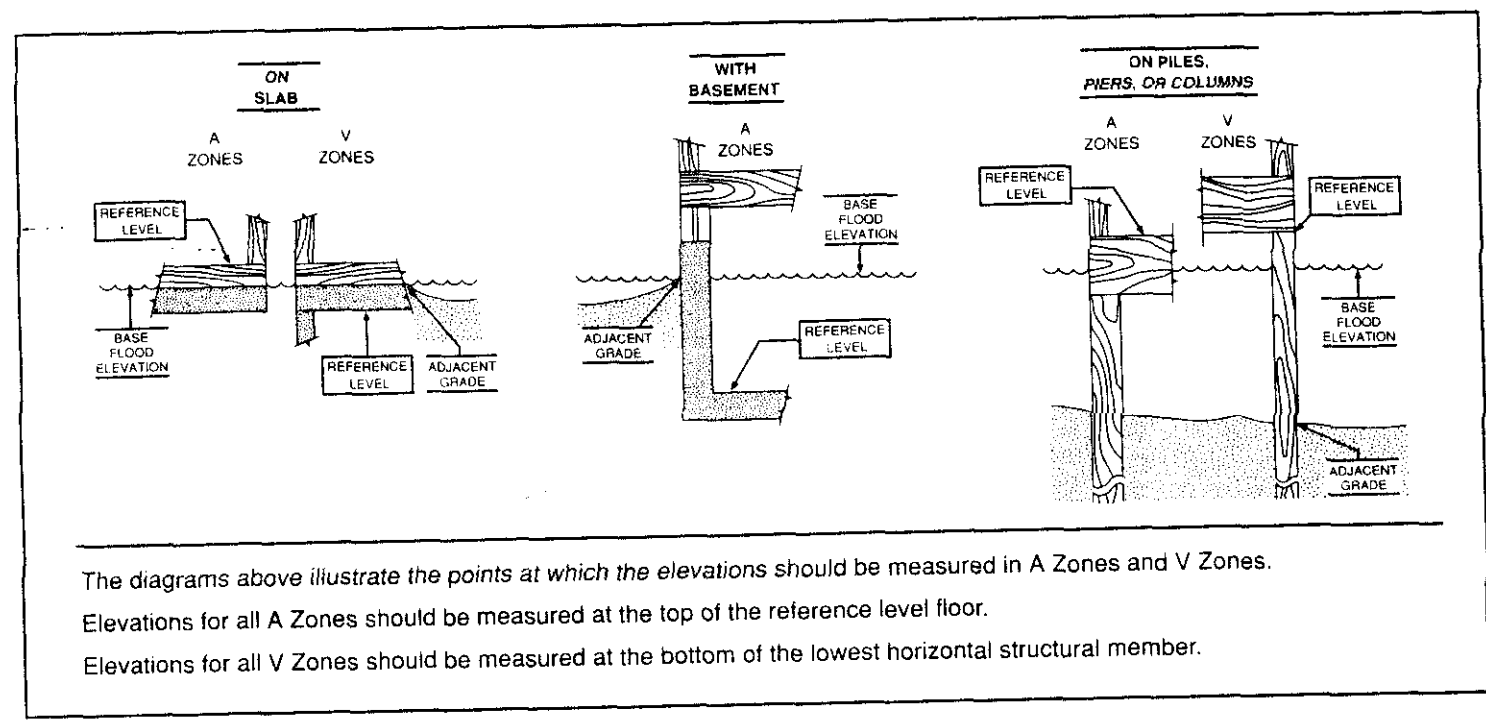 ON
SLAB
A
ZONES
V
ZONES
REFERENCE
LEVEL
BASE
FLOOD
ELEVATION
REFERENCE
LEVEL
ADJACENT
GRADE
WITH
BASEMENT
A
ZONES
BASE
FLOOD
ELEVATION
ADJACENT
GRADE
REFERENCE
LEVEL
ON PILES,
PIERS, OR COLUMNS
A
ZONES
V
ZONES
REFERENCE
LEVEL
REFERENCE
LEVEL
BASE
FLOOD
ELEVATION
ADJACENT
GRADE
The diagrams above illustrate the points at which the elevations should be measured in A Zones and V Zones.
Elevations for all A Zones should be measured at the top of the reference level floor.
Elevations for all V Zones should be measured at the bottom of the lowest horizontal structural member.